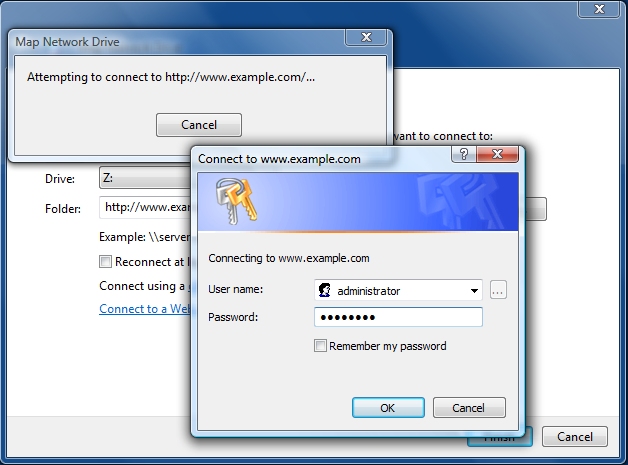 Map Network Drive
Attempting to connect to http://www.example.com/...
Cancel
want to connect to:
Drive:
Z:
Folder:
http://www.exa
Example: \\server
Reconnect at l
Connect using a
Connect to a Web
Connect to www.example.com
?
Connecting to www.example.com
User name:
administrator
...
Password:
●●●●●●●●
Remember my password
OK
Cancel
Finish
Cancel